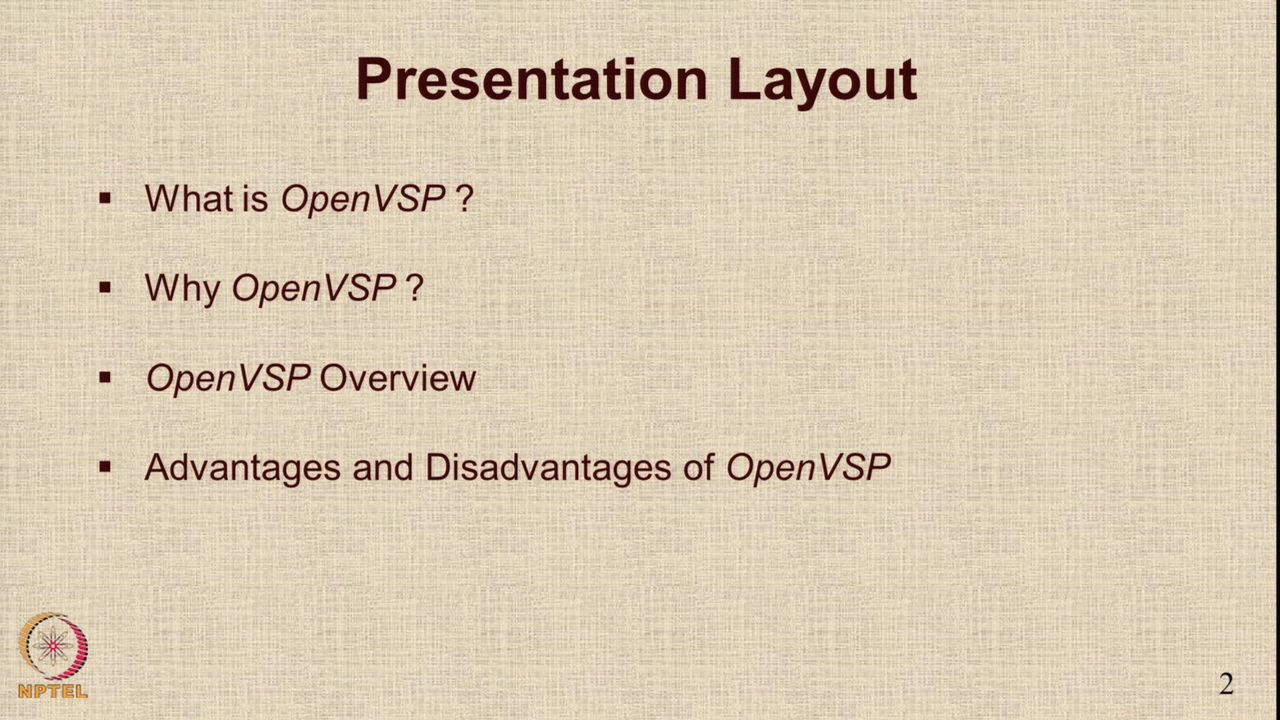 Presentation Layout
▪ What is OpenVSP ?
▪ Why OpenVSP ?
▪ OpenVSP Overview
▪ Advantages and Disadvantages of OpenVSP
NPTEL
2